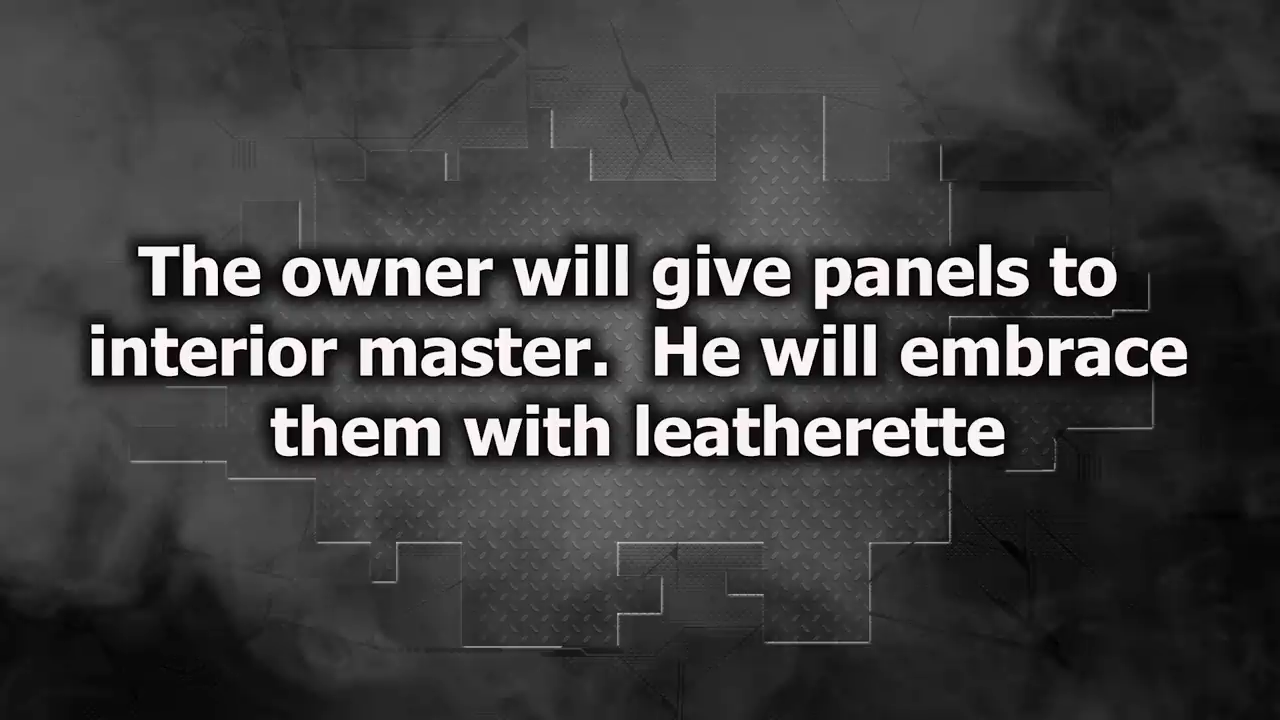 The owner will give panels to
interior master.  He will embrace
them with leatherette